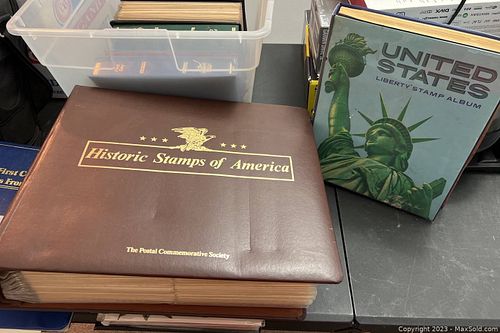 UNITED
STATES
LIBERTY STAMP ALBUM
Historic Stamps of America
The Postal Commemorative Society
First
Copyright 2023 - MaxSold.com